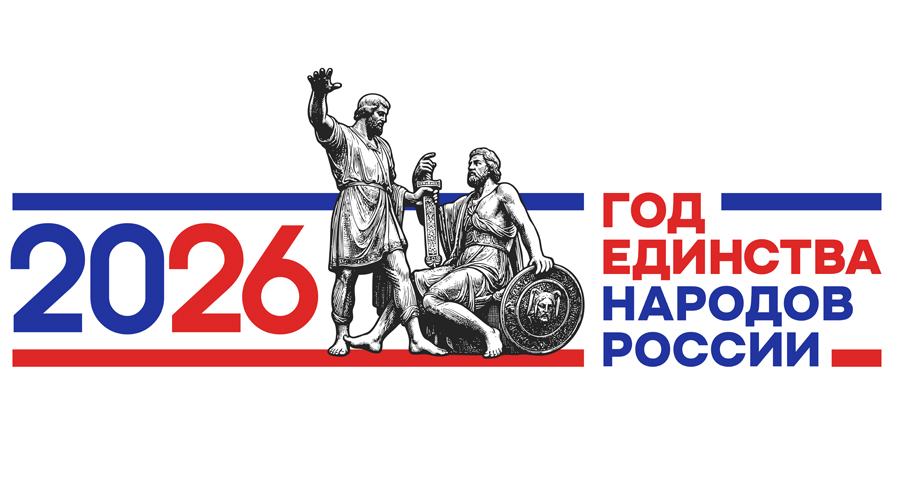 2026
ГОД
ЕДИНСТВА
НАРОДОВ
РОССИИ